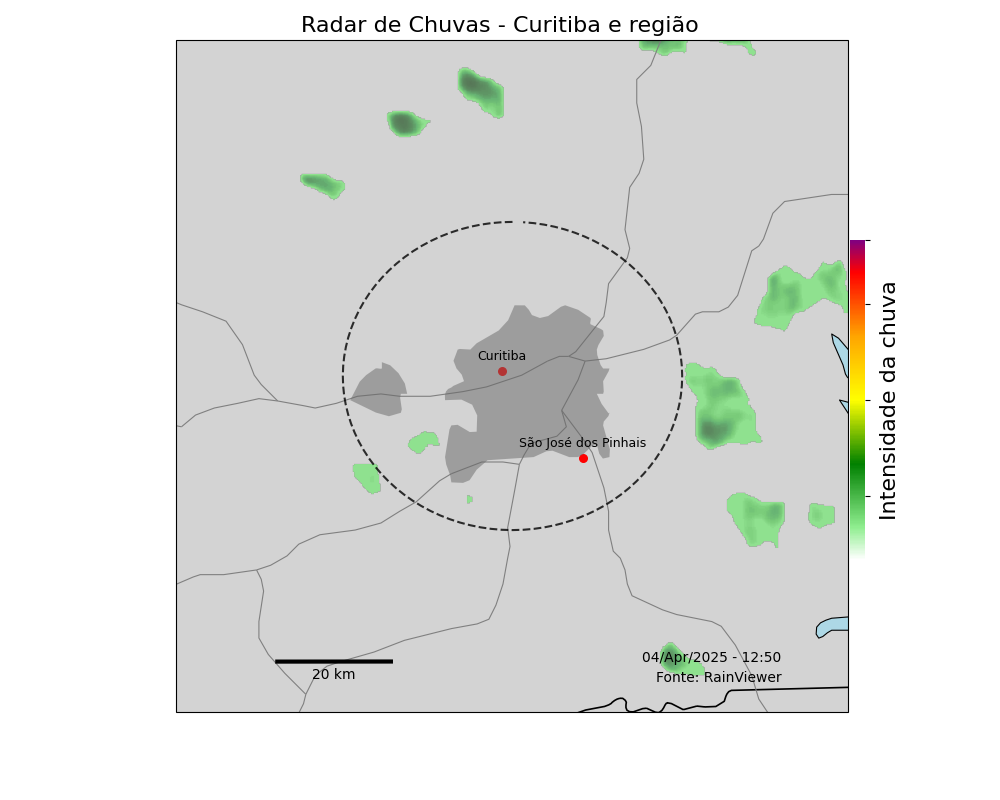 Radar de Chuvas - Curitiba e região
Curitiba
São José dos Pinhais
Intensidade da chuva
04/Apr/2025 - 12:50
20 km
Fonte: RainViewer